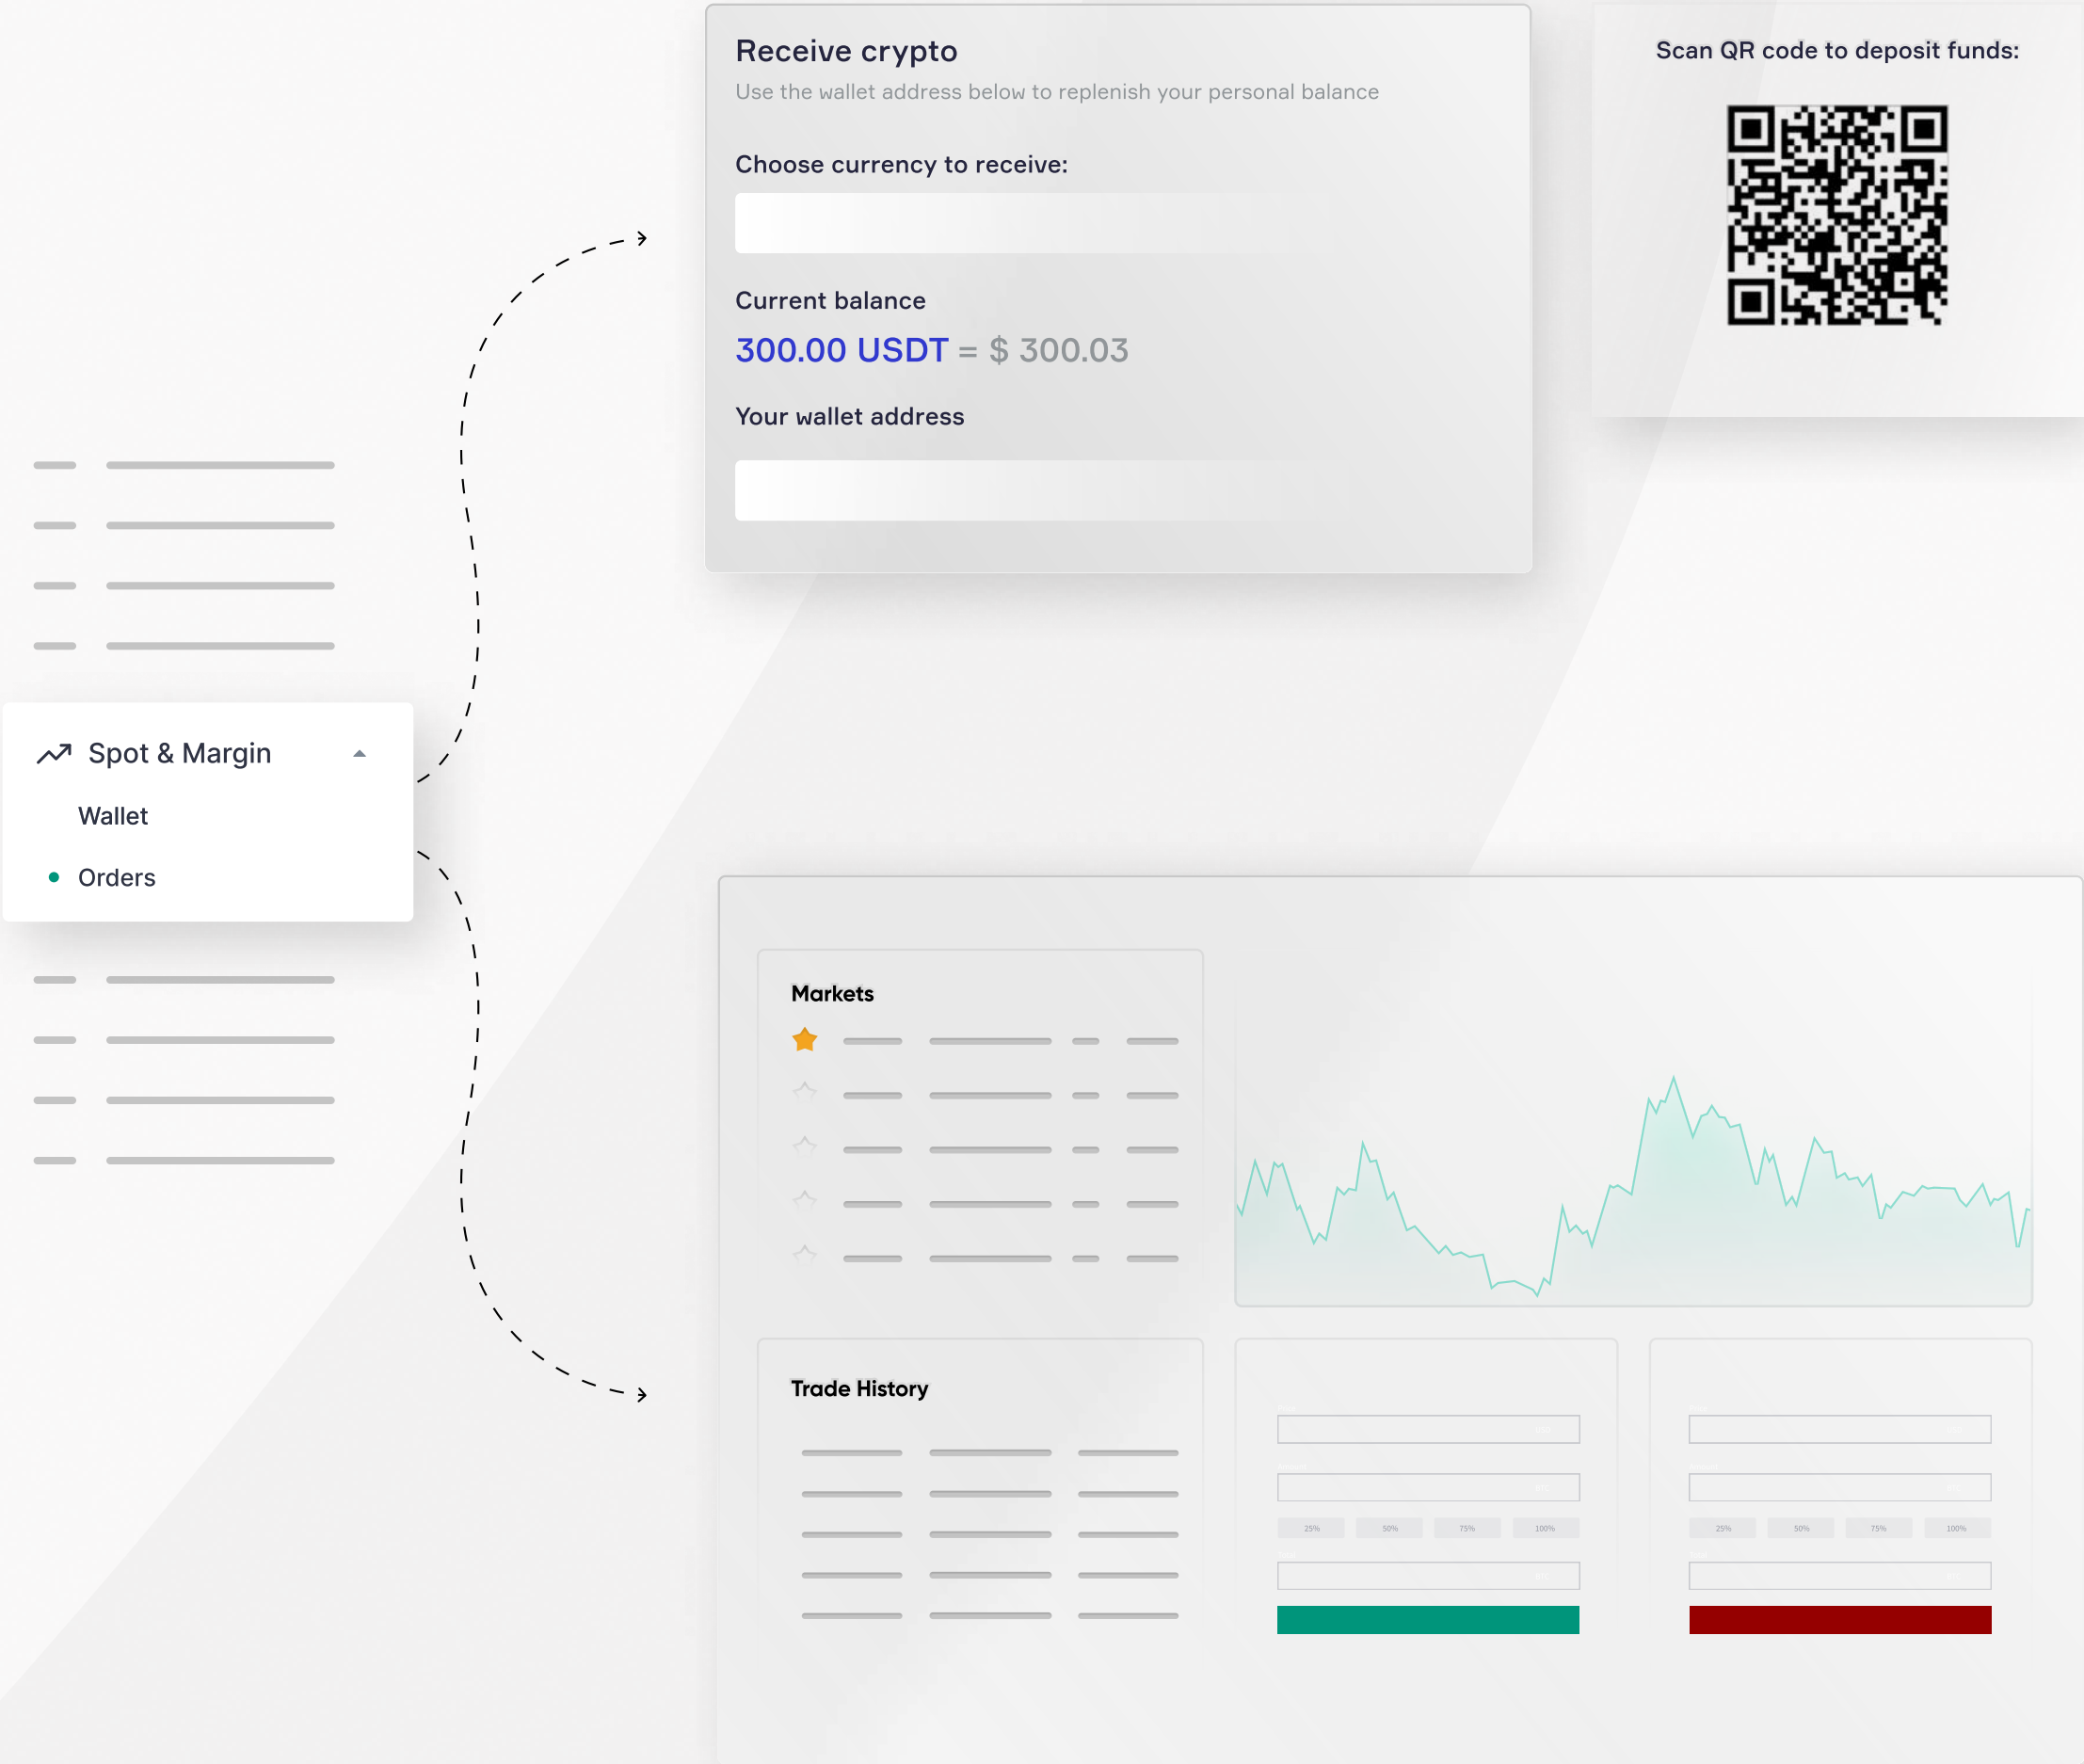 Receive crypto
Use the wallet address below to replenish your personal balance
Choose currency to receive:
Current balance
300.00 USDT = $ 300.03
Your wallet address
Scan QR code to deposit funds:
Spot & Margin
Wallet
Orders
Markets
Trade History
25% 50% 75% 100%
25% 50% 75% 100%